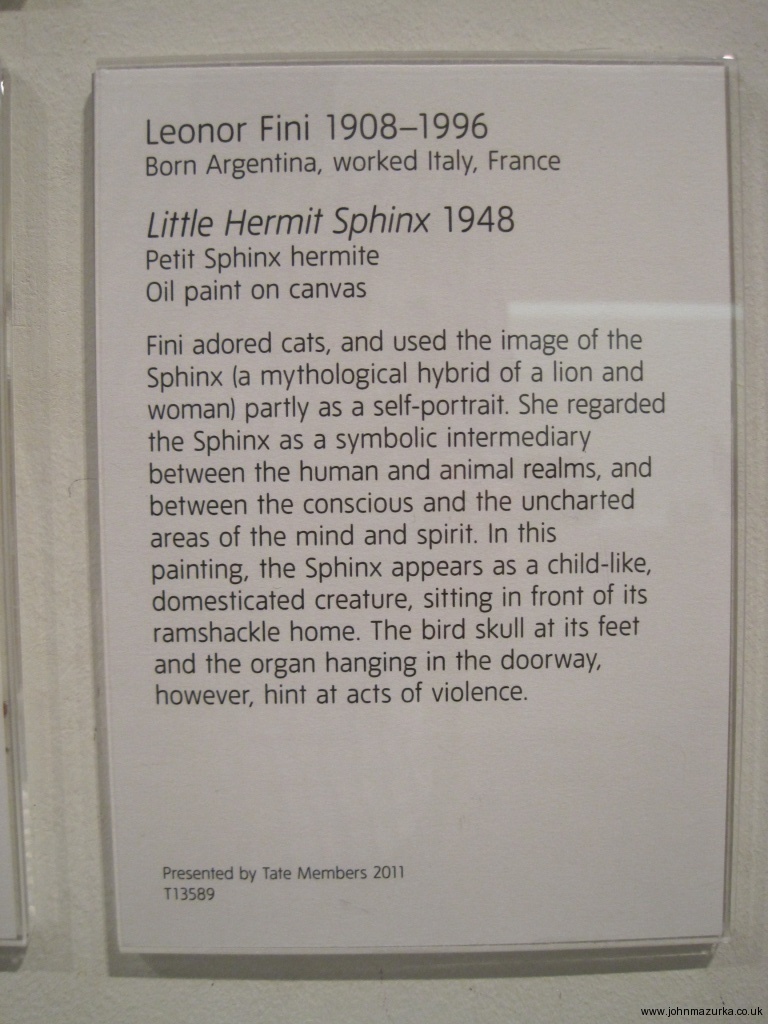 Leonor Fini 1908–1996
Born Argentina, worked Italy, France
Little Hermit Sphinx 1948
Petit Sphinx hermite
Oil paint on canvas
Fini adored cats, and used the image of the
Sphinx (a mythological hybrid of a lion and
woman) partly as a self-portrait. She regarded
the Sphinx as a symbolic intermediary
between the human and animal realms, and
between the conscious and the uncharted
areas of the mind and spirit. In this
painting, the Sphinx appears as a child-like,
domesticated creature, sitting in front of its
ramshackle home. The bird skull at its feet
and the organ hanging in the doorway,
however, hint at acts of violence.
Presented by Tate Members 2011
T13589
www.johnmazurka.co.uk